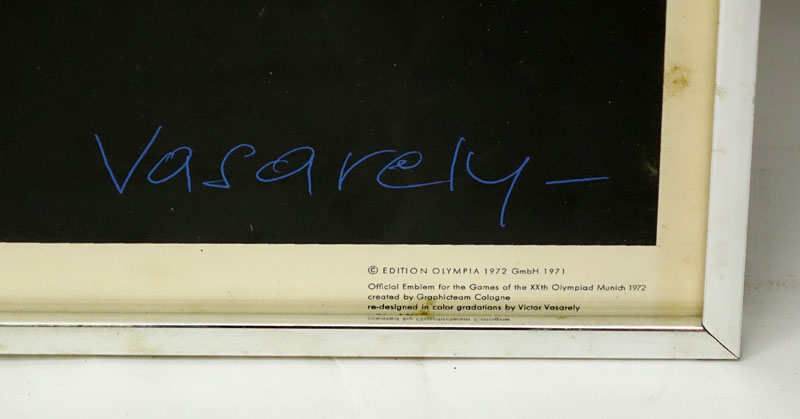 Vasarely –
© EDITION OLYMPIA 1972 GmbH 1971
Official Emblem for the Games of the XXth Olympiad Munich 1972
created by Graphicteam Cologne
re-designed in color gradations by Victor Vasarely